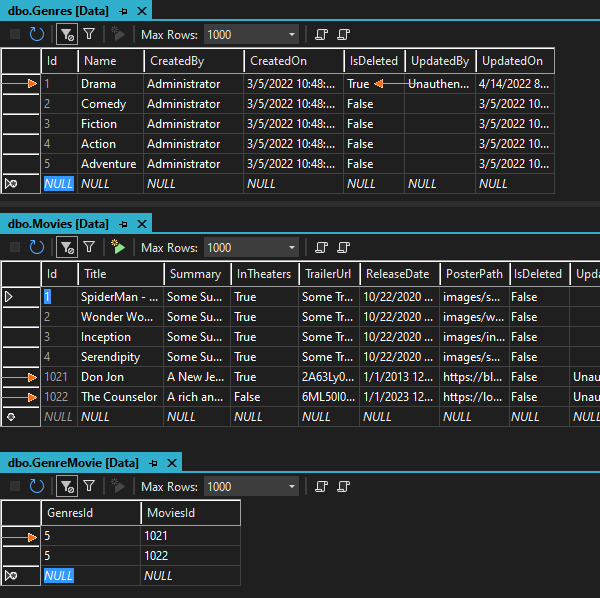 dbo.Genres [Data]
Max Rows: 1000
Id Name CreatedBy CreatedOn IsDeleted UpdatedBy UpdatedOn
1 Drama Administrator 3/5/2022 10:48:... True Unauthen... 4/14/2022 8...
2 Comedy Administrator 3/5/2022 10:48:... False 3/5/2022 10...
3 Fiction Administrator 3/5/2022 10:48:... False 3/5/2022 10...
4 Action Administrator 3/5/2022 10:48:... False 3/5/2022 10...
5 Adventure Administrator 3/5/2022 10:48:... False 3/5/2022 10...
NULL NULL NULL NULL NULL NULL NULL
dbo.Movies [Data]
Max Rows: 1000
Id Title Summary InTheaters TrailerUrl ReleaseDate PosterPath IsDeleted Upda
1 SpiderMan - ... Some Su... True Some Tr... 10/22/2020 ... images/s... False
2 Wonder Wo... Some Su... True Some Tr... 10/22/2020 ... images/w... False
3 Inception Some Su... True Some Tr... 10/22/2020 ... images/in... False
4 Serendipity Some Su... True Some Tr... 10/22/2020 ... images/s... False
1021 Don Jon A New Je... True 2A63Ly0... 1/1/2013 12... https://bl... False Unau
1022 The Counselor A rich an... False 6ML50I0... 1/1/2023 12... https://lo... False Unau
NULL NULL NULL NULL NULL NULL NULL NULL NULL
dbo.GenreMovie [Data]
Max Rows: 1000
GenresId MoviesId
5 1021
5 1022
NULL NULL